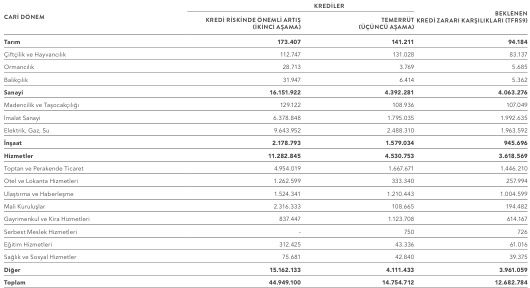 KREDİLER
CARİ DÖNEM KREDİ RİSKİNDE ÖNEMLİ ARTIŞ (İKİNCİ AŞAMA) TEMERRÜT (ÜÇÜNCÜ AŞAMA) BEKLENEN KREDİ ZARARI KARŞILIKLARI (TFRS9)
Tarım 173.407 141.211 94.184
Çiftçilik ve Hayvancılık 112.747 131.028 83.137
Ormancılık 28.713 3.769 5.685
Balıkçılık 31.947 6.414 5.362
Sanayi 16.151.922 4.392.281 4.063.276
Madencilik ve Taşocakçılığı 129.122 108.936 107.049
İmalat Sanayi 6.378.848 1.795.035 1.992.635
Elektrik, Gaz, Su 9.643.952 2.488.310 1.963.592
İnşaat 2.178.793 1.579.034 945.696
Hizmetler 11.282.845 4.530.753 3.618.569
Toptan ve Perakende Ticaret 4.954.019 1.667.671 1.446.210
Otel ve Lokanta Hizmetleri 1.262.599 333.340 257.994
Ulaştırma ve Haberleşme 1.524.341 1.210.443 1.004.599
Mali Kuruluşlar 2.316.333 108.665 194.482
Gayrimenkul ve Kira Hizmetleri 837.447 1.123.708 614.167
Serbest Meslek Hizmetleri - 750 726
Eğitim Hizmetleri 312.425 43.336 61.016
Sağlık ve Sosyal Hizmetler 75.681 42.840 39.375
Diğer 15.162.133 4.111.433 3.961.059
Toplam 44.949.100 14.754.712 12.682.784